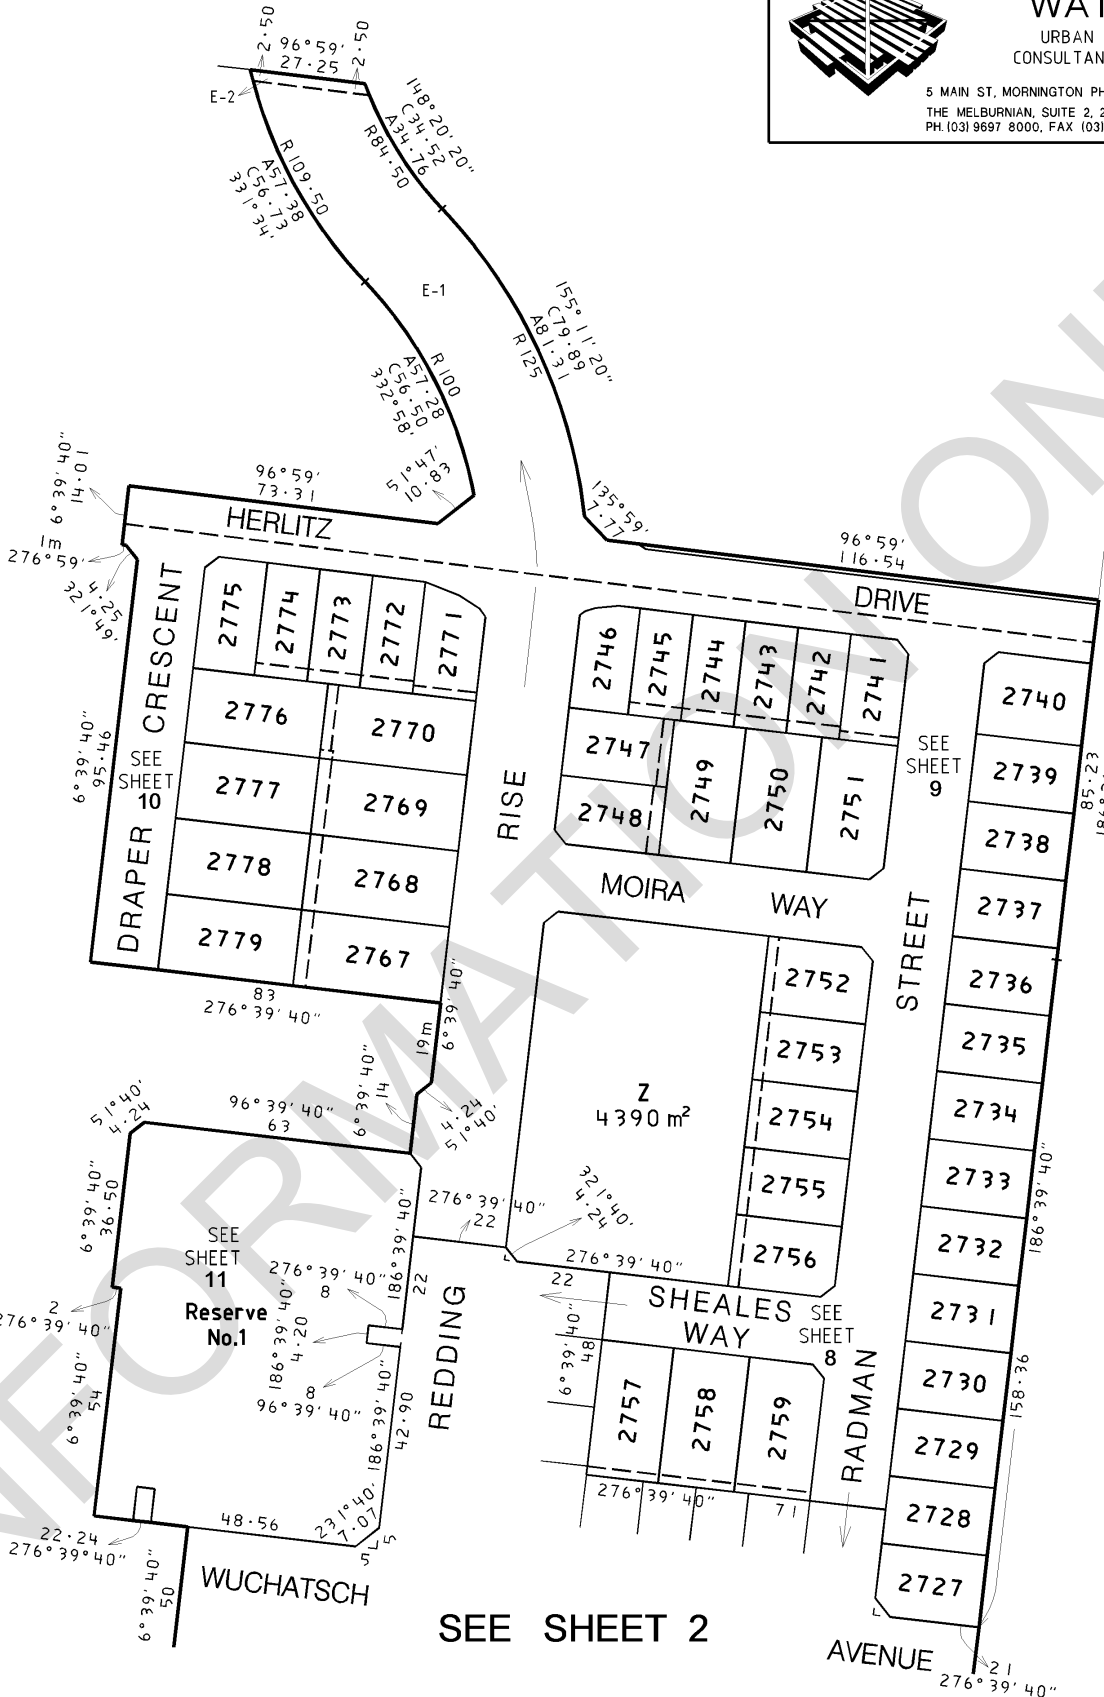 WAT
URBAN
CONSULTAN
5 MAIN ST, MORNINGTON PH
THE MELBURNIAN, SUITE 2, 2
PH.(03) 9697 8000, FAX (03)
2·50
96°59'
27·25
2·50
E-2
148°20'20"
C34·52
A34·76
R84·50
R109·50
A57·38
C56·73
331°34'
E-1
155°11'20"
C79·89
A81·31
R125
R100
A57·28
C56·50
332°58'
51°47'
10·83
135°59'
7·77
96°59'
73·31
6°39'40"
14·01
1m
276°59'
4·25
321°49'
HERLITZ
96°59'
116·54
DRIVE
CRESCENT
2775
2774
2773
2772
2771
2746
2745
2744
2743
2742
2741
2740
2776
2770
2747
2749
2750
2751
SEE
SHEET
9
2739
85·23
6°39'40"
95·46
SEE
SHEET
10
2777
2769
RISE
2748
2738
DRAPER
2778
2768
MOIRA
WAY
2737
2779
2767
STREET
2736
83
276°39'40"
19m
6°39'40"
2752
2735
2753
Z
4390 m²
2754
2734
51°40'
4·24
96°39'40"
63
6°39'40"
14
4·24
51°40'
2755
2733
186°39'40"
6°39'40"
36·50
276°39'40"
22
321°40'
4·24
2756
2732
SEE
SHEET
11
276°39'40"
8
186°39'40"
22
276°39'40"
22
Reserve
No.1
186°39'40"
4·20
2
276°39'40"
SHEALES
WAY
SEE
SHEET
8
2731
8
96°39'40"
6°39'40"
54
186°39'40"
42·90
REDDING
6°39'40"
48
2757
2758
2759
RADMAN
2730
158·36
2729
276°39'40"
71
2728
48·56
231°40'
7·07
5
5
22·24
276°39°40"
WUCHATSCH
6°39'40"
50
2727
SEE SHEET 2
AVENUE
21
276°39'40"
INFORMATION ON